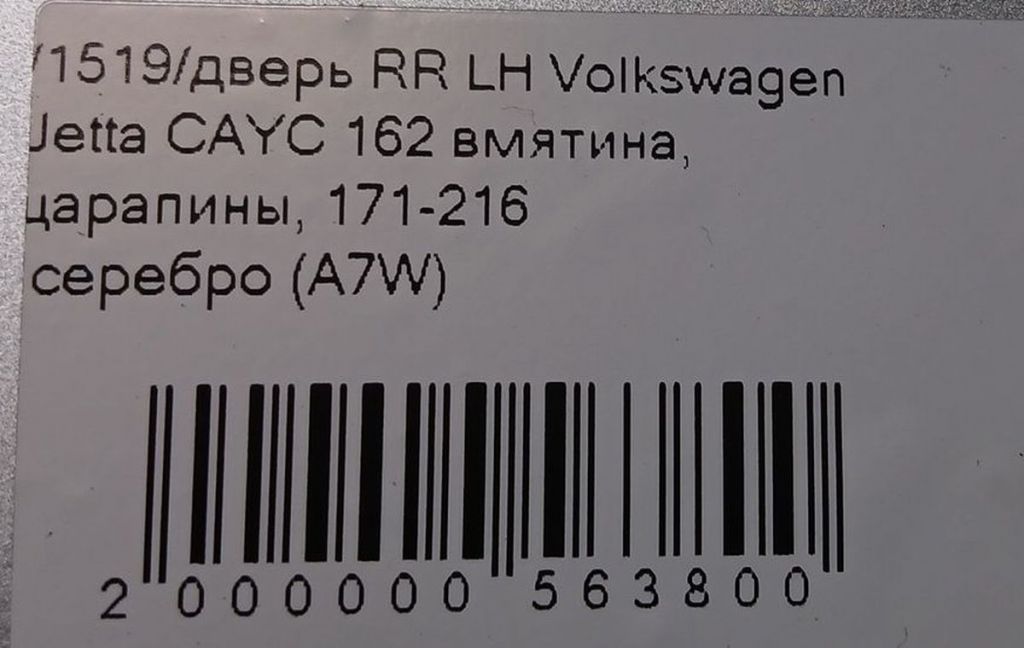 /1519/дверь RR LH Volkswagen
Jetta CAYC 162 вмятина,
царапины, 171-216
серебро (A7W)
2 000000 563800